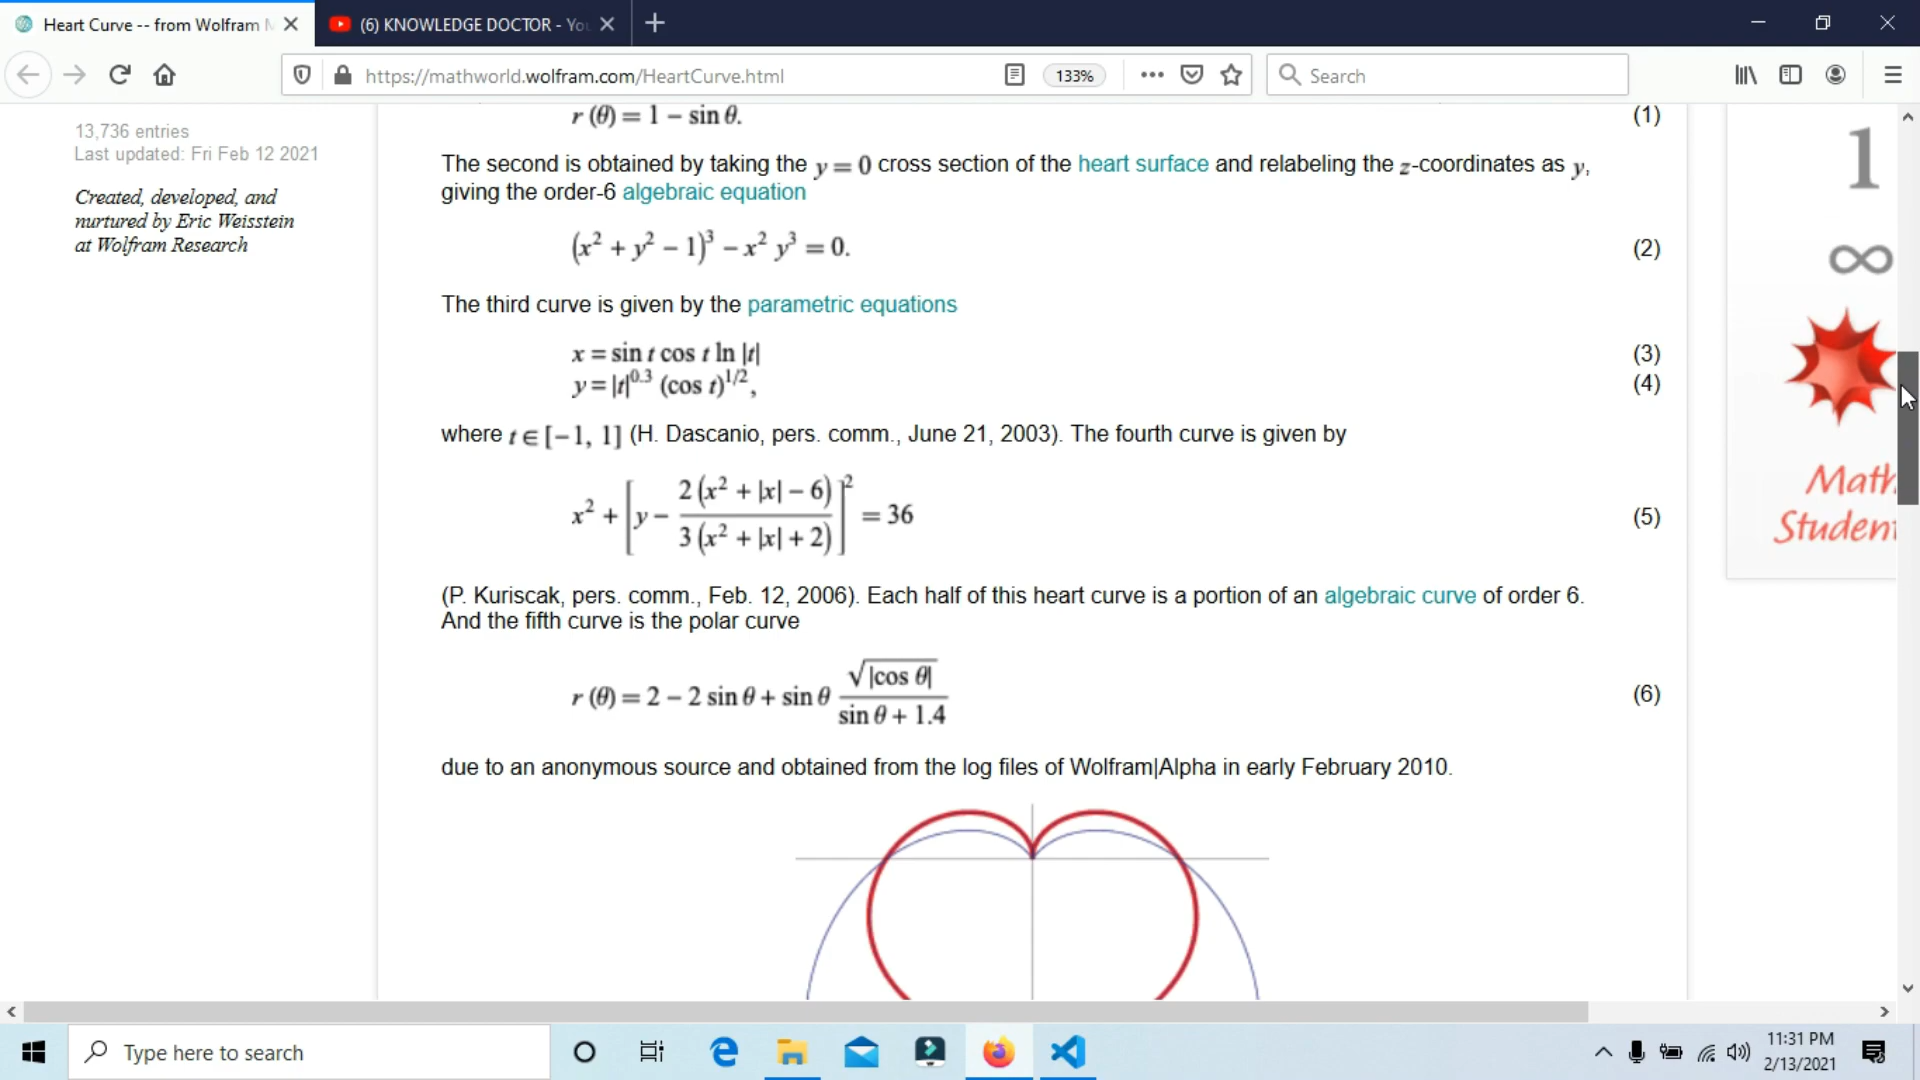 Heart Curve -- from Wolfram M
(6) KNOWLEDGE DOCTOR - You
https://mathworld.wolfram.com/HeartCurve.html
133%
Search
13,736 entries
Last updated: Fri Feb 12 2021
Created, developed, and
nurtured by Eric Weisstein
at Wolfram Research
r (θ) = 1 − sin θ. (1)
The second is obtained by taking the y = 0 cross section of the heart surface and relabeling the z-coordinates as y,
giving the order-6 algebraic equation
(x² + y² − 1)³ − x² y³ = 0. (2)
The third curve is given by the parametric equations
x = sin t cos t ln |t| (3)
y = |t|^0.3 (cos t)^1/2, (4)
where t ∈ [−1, 1] (H. Dascanio, pers. comm., June 21, 2003). The fourth curve is given by
x² + [y − 2 (x² + |x| − 6) / 3 (x² + |x| + 2)]² = 36 (5)
(P. Kuriscak, pers. comm., Feb. 12, 2006). Each half of this heart curve is a portion of an algebraic curve of order 6.
And the fifth curve is the polar curve
r (θ) = 2 − 2 sin θ + sin θ √|cos θ| / sin θ + 1.4 (6)
due to an anonymous source and obtained from the log files of Wolfram|Alpha in early February 2010.
1
∞
Math
Student
Type here to search
11:31 PM
2/13/2021